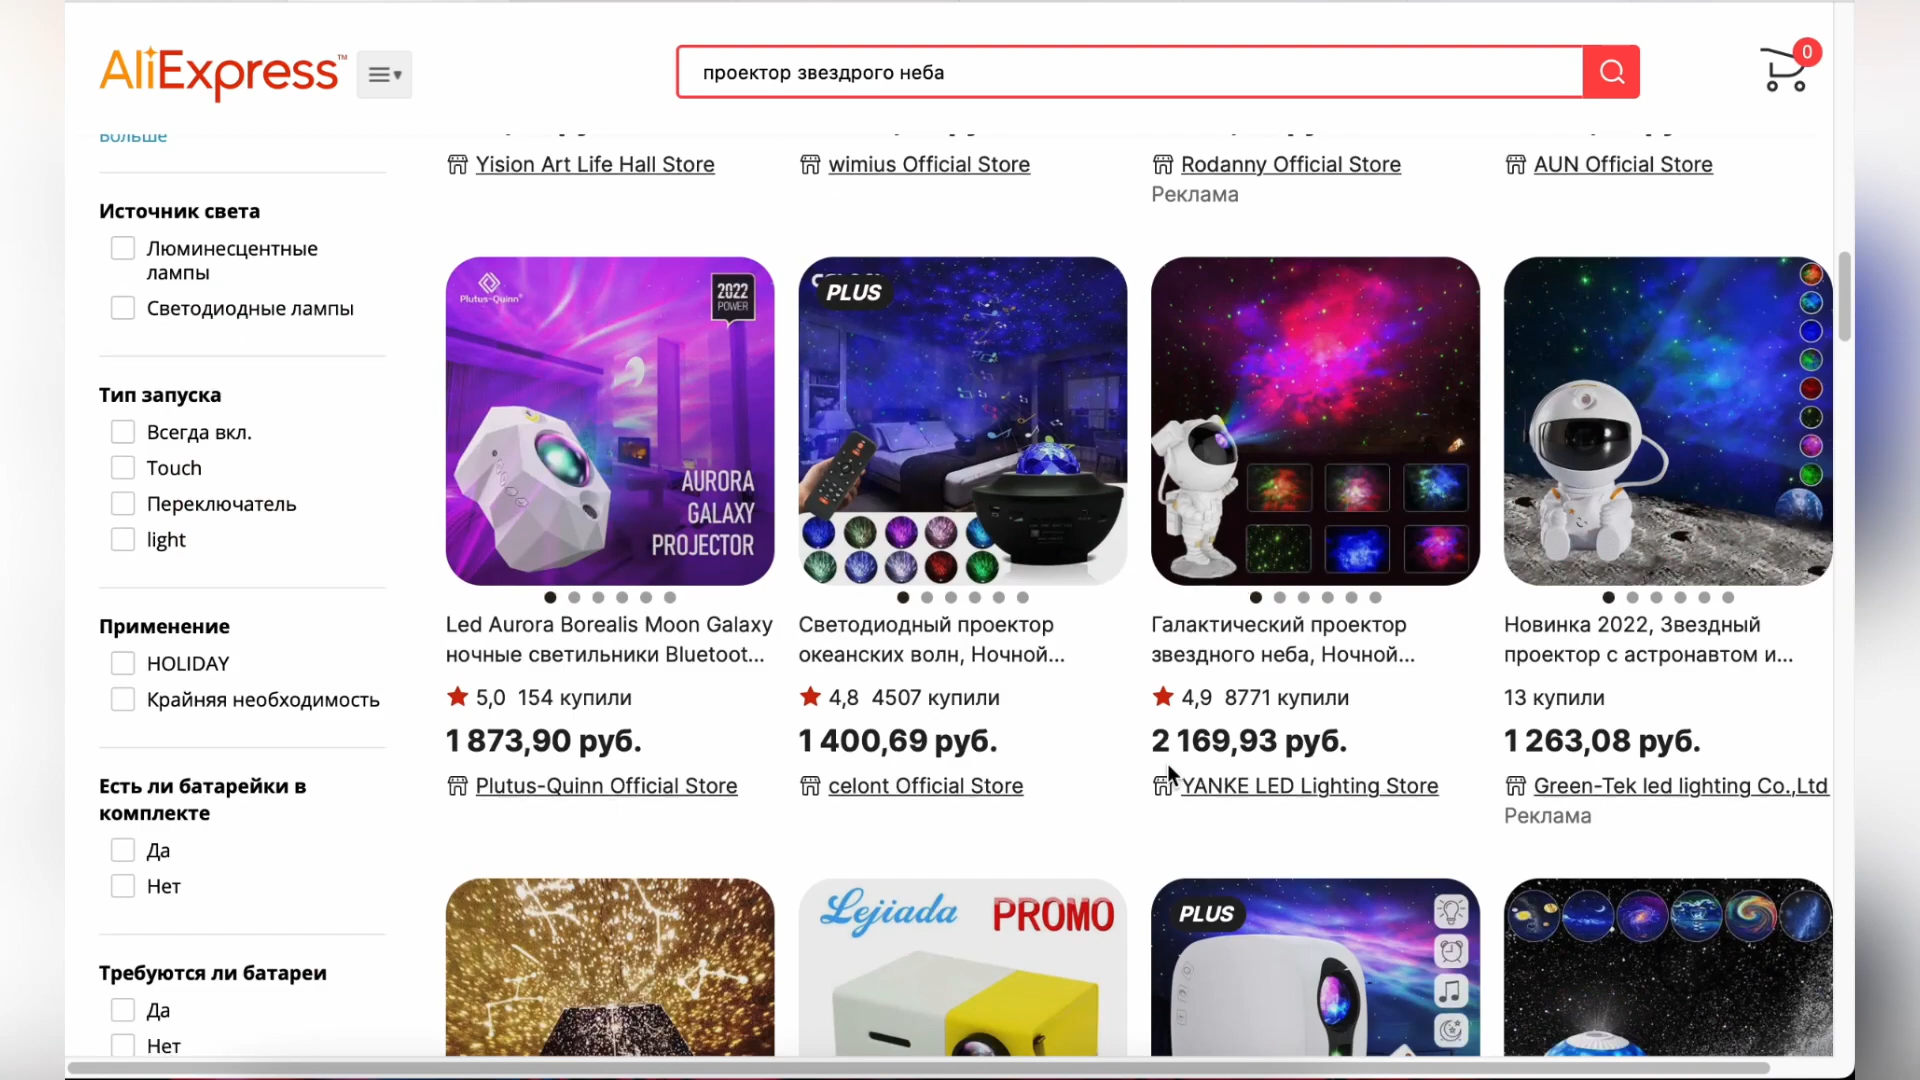 AliExpress™
проектор звездрого неба
0
Больше
Yision Art Life Hall Store
wimius Official Store
Rodanny Official Store
AUN Official Store
Реклама
Источник света
Люминесцентные
лампы
Светодиодные лампы
Тип запуска
Всегда вкл.
Touch
Переключатель
light
Применение
HOLIDAY
Крайняя необходимость
Есть ли батарейки в
комплекте
Да
Нет
Требуются ли батареи
Да
Нет
Plutus-Quinn®
2022
POWER
AURORA
GALAXY
PROJECTOR
Led Aurora Borealis Moon Galaxy
ночные светильники Bluetoot...
5,0 154 купили
1 873,90 руб.
Plutus-Quinn Official Store
PLUS
Светодиодный проектор
океанских волн, Ночной...
4,8 4507 купили
1 400,69 руб.
celont Official Store
Галактический проектор
звездного неба, Ночной...
4,9 8771 купили
2 169,93 руб.
YANKE LED Lighting Store
Новинка 2022, Звездный
проектор с астронавтом и...
13 купили
1 263,08 руб.
Green-Tek led lighting Co.,Ltd
Реклама
Lejiada PROMO
PLUS